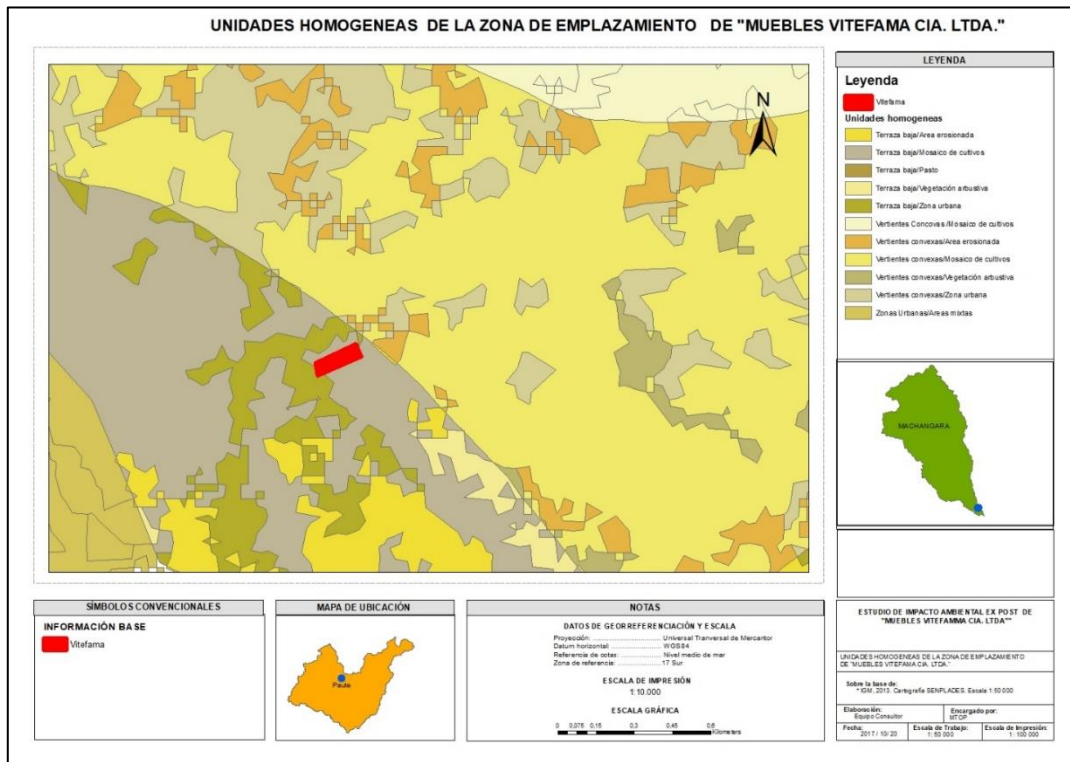 UNIDADES HOMOGENEAS DE LA ZONA DE EMPLAZAMIENTO DE "MUEBLES VITEFAMA CIA. LTDA."
N
LEYENDA
Leyenda
Vitefama
Unidades homogeneas
Terraza baja/Area erosionada
Terraza baja/Mosaico de cultivos
Terraza baja/Pasto
Terraza baja/Vegetación arbustiva
Terraza baja/Zona urbana
Vertientes Concovas/Mosaico de cultivos
Vertientes convexas/Area erosionada
Vertientes convexas/Mosaico de cultivos
Vertientes convexas/Vegetación arbustiva
Vertientes convexas/Zona urbana
Zonas Urbanas/Areas mixtas
MACHANGARA
SÍMBOLOS CONVENCIONALES
INFORMACIÓN BASE
Vitefama
MAPA DE UBICACIÓN
Paute
NOTAS
DATOS DE GEORREFERENCIACIÓN Y ESCALA
Proyección: Universal Tranversal de Mercantor
Datum horizontal: WGS84
Referencia de cotas: Nivel medio de mar
Zona de referencia: 17 Sur
ESCALA DE IMPRESIÓN
1:10.000
ESCALA GRÁFICA
0 0,075 0,15 0,3 0,45 0,6
Kilometers
ESTUDIO DE IMPACTO AMBIENTAL EX POST DE
"MUEBLES VITEFAMMA CIA. LTDA""
UNIDADES HOMOGENEAS DE LA ZONA DE EMPLAZAMIENTO
DE "MUEBLES VITEFAMA CIA. LTDA."
Sobre la base de:
* IGM, 2013. Cartografía SENPLADES. Escala 1:50 000
Elaboración: Encargado por:
Equipo Consultor MTOP
Fecha: Escala de Trabajo: Escala de Impresión:
2017 / 10/ 20 1: 50 000 1: 100 000